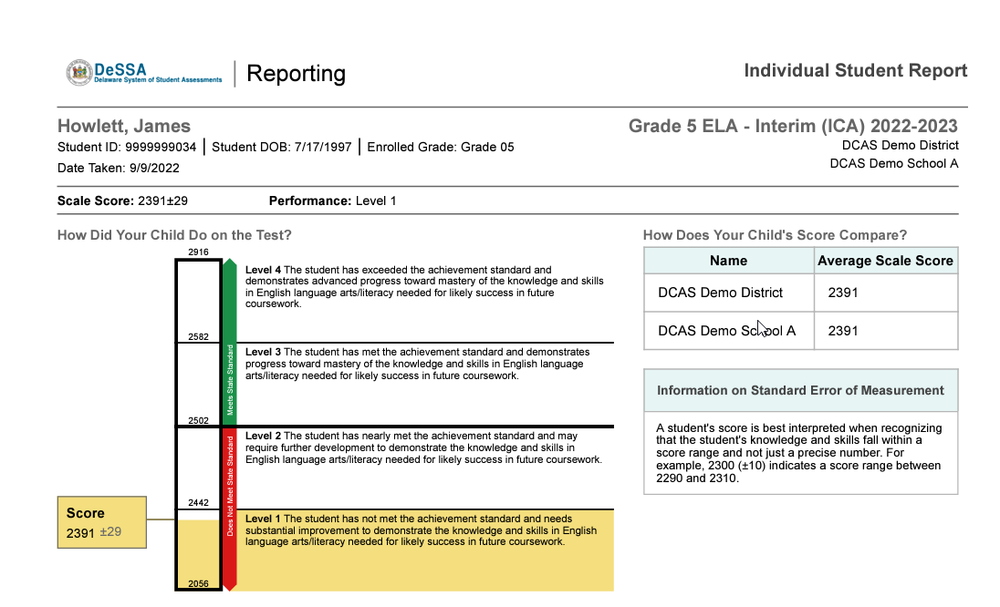 DeSSA
Delaware System of Student Assessments
Reporting
Individual Student Report
Howlett, James
Student ID: 9999999034 | Student DOB: 7/17/1997 | Enrolled Grade: Grade 05
Date Taken: 9/9/2022
Grade 5 ELA - Interim (ICA) 2022-2023
DCAS Demo District
DCAS Demo School A
Scale Score: 2391±29
Performance: Level 1
How Did Your Child Do on the Test?
2916
Level 4 The student has exceeded the achievement standard and
demonstrates advanced progress toward mastery of the knowledge and skills
in English language arts/literacy needed for likely success in future
coursework.
2582
Level 3 The student has met the achievement standard and demonstrates
progress toward mastery of the knowledge and skills in English language
arts/literacy needed for likely success in future coursework.
Meets State Standard
2502
Level 2 The student has nearly met the achievement standard and may
require further development to demonstrate the knowledge and skills in
English language arts/literacy needed for likely success in future coursework.
Does Not Meet State Standard
2442
Level 1 The student has not met the achievement standard and needs
substantial improvement to demonstrate the knowledge and skills in English
language arts/literacy needed for likely success in future coursework.
2056
Score
2391 ±29
How Does Your Child's Score Compare?
Name Average Scale Score
DCAS Demo District 2391
DCAS Demo School A 2391
Information on Standard Error of Measurement
A student's score is best interpreted when recognizing
that the student's knowledge and skills fall within a
score range and not just a precise number. For
example, 2300 (±10) indicates a score range between
2290 and 2310.